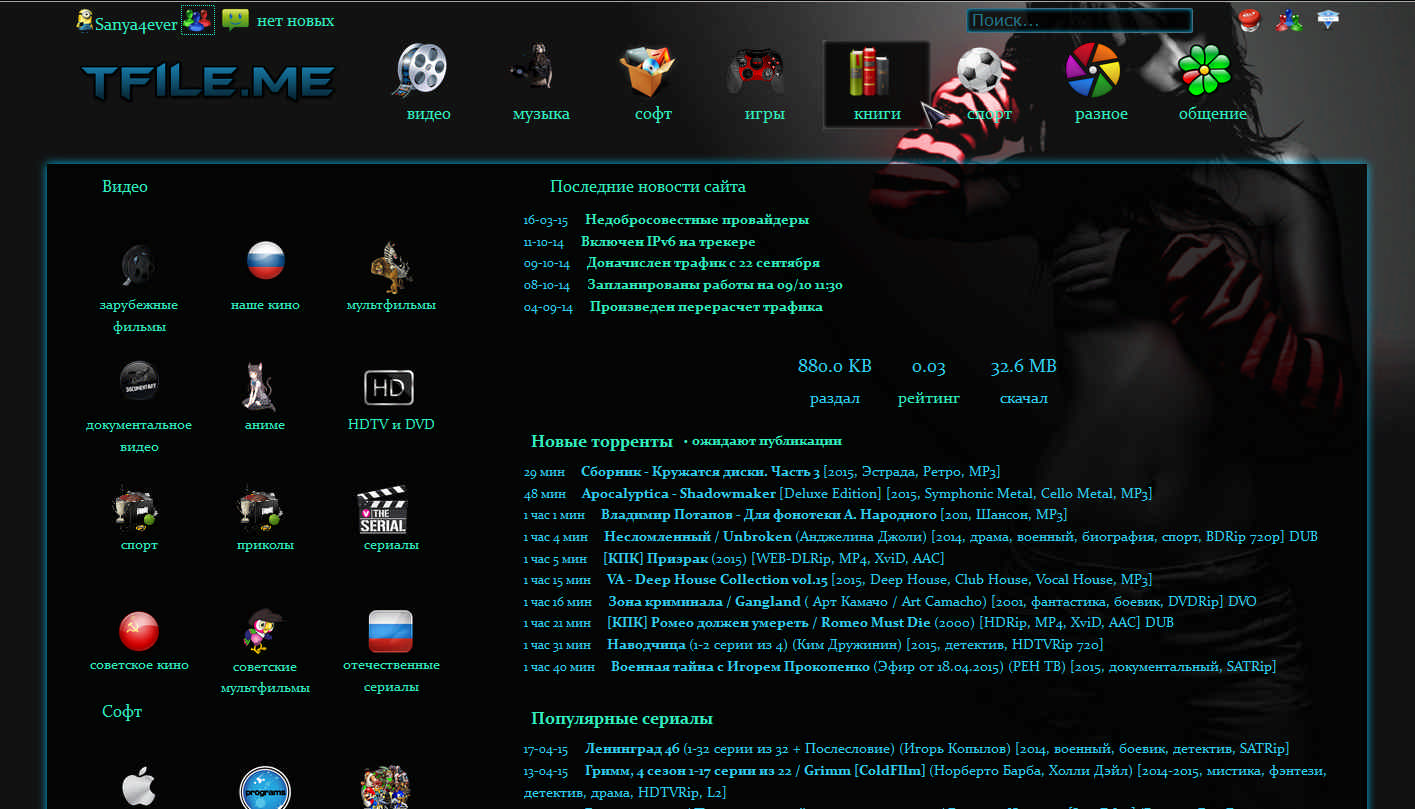 Sanya4ever нет новых Поиск...
TFILE.ME
видео музыка софт игры книги спорт разное общение
Видео
зарубежные фильмы
наше кино
мультфильмы
DOCUMENTARY
документальное видео
аниме
HD
HDTV и DVD
спорт
приколы
THE SERIAL
сериалы
советское кино
советские мультфильмы
отечественные сериалы
Софт
programs
Последние новости сайта
16-03-15 Недобросовестные провайдеры
11-10-14 Включен IPv6 на трекере
09-10-14 Доначислен трафик с 22 сентября
08-10-14 Запланированы работы на 09/10 11:30
04-09-14 Произведен перерасчет трафика
880.0 KB 0.03 32.6 MB
раздал рейтинг скачал
Новые торренты • ожидают публикации
29 мин Сборник - Кружатся диски. Часть 3 [2015, Эстрада, Ретро, MP3]
48 мин Apocalyptica - Shadowmaker [Deluxe Edition] [2015, Symphonic Metal, Cello Metal, MP3]
1 час 1 мин Владимир Потапов - Для фонотеки А. Народного [2011, Шансон, MP3]
1 час 4 мин Несломленный / Unbroken (Анджелина Джоли) [2014, драма, военный, биография, спорт, BDRip 720p] DUB
1 час 5 мин [КПК] Призрак (2015) [WEB-DLRip, MP4, XviD, AAC]
1 час 15 мин VA - Deep House Collection vol.15 [2015, Deep House, Club House, Vocal House, MP3]
1 час 16 мин Зона криминала / Gangland ( Арт Камачо / Art Camacho) [2001, фантастика, боевик, DVDRip] DVO
1 час 21 мин [КПК] Ромео должен умереть / Romeo Must Die (2000) [HDRip, MP4, XviD, AAC] DUB
1 час 31 мин Наводчица (1-2 серии из 4) (Ким Дружинин) [2015, детектив, HDTVRip 720]
1 час 40 мин Военная тайна с Игорем Прокопенко (Эфир от 18.04.2015) (РЕН ТВ) [2015, документальный, SATRip]
Популярные сериалы
17-04-15 Ленинград 46 (1-32 серии из 32 + Послесловие) (Игорь Копылов) [2014, военный, боевик, детектив, SATRip]
13-04-15 Гримм, 4 сезон 1-17 серии из 22 / Grimm [ColdFIlm] (Норберто Барба, Холли Дэйл) [2014-2015, мистика, фэнтези,
детектив, драма, HDTVRip, L2]